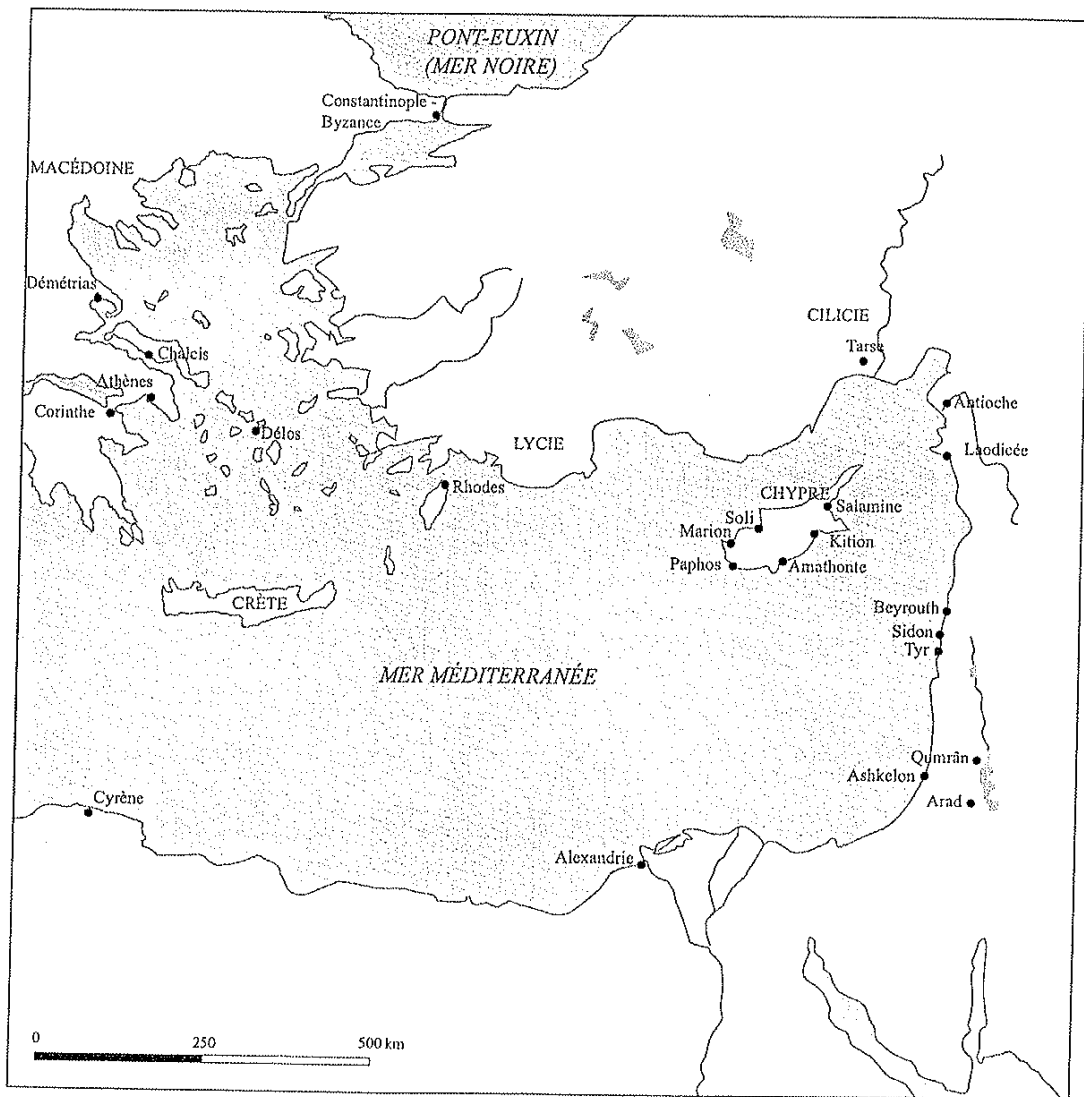 PONT-EUXIN
(MER NOIRE)
Constantinople -
Byzance
MACÉDOINE
Démétrias
CILICIE
Tarse
Chalcis
Athènes
Corinthe
Antioche
Délos
LYCIE
Laodicée
Rhodes
CHYPRE
Salamine
Soli
Marion
Kition
Paphos
Amathonte
CRÈTE
Beyrouth
Sidon
Tyr
MER MÉDITERRANÉE
Qumrân
Ashkelon
Arad
Cyrène
Alexandrie
0 250 500 km